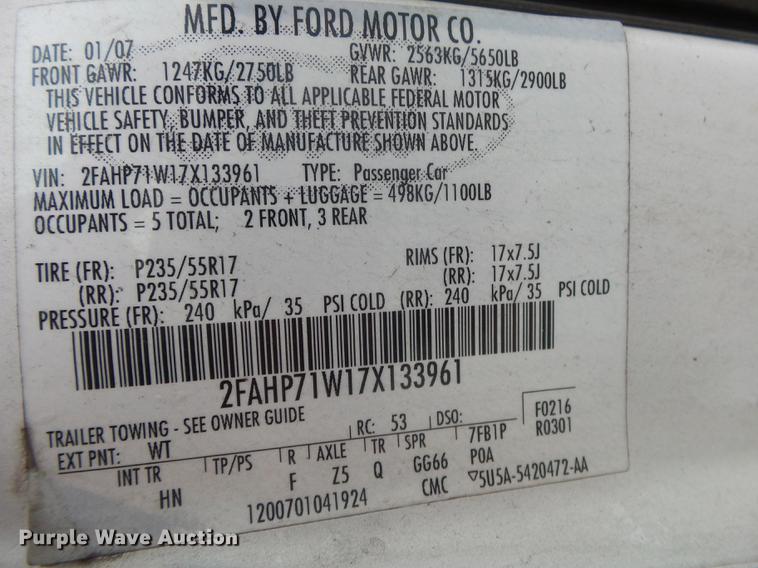 MFD. BY FORD MOTOR CO.
DATE: 01/07 GVWR: 2563KG/5650LB
FRONT GAWR: 1247KG/2750LB REAR GAWR: 1315KG/2900LB
THIS VEHICLE CONFORMS TO ALL APPLICABLE FEDERAL MOTOR
VEHICLE SAFETY, BUMPER, AND THEFT PREVENTION STANDARDS
IN EFFECT ON THE DATE OF MANUFACTURE SHOWN ABOVE.
VIN: 2FAHP71W17X133961 TYPE: Passenger Car
MAXIMUM LOAD = OCCUPANTS + LUGGAGE = 498KG/1100LB
OCCUPANTS = 5 TOTAL; 2 FRONT, 3 REAR
TIRE (FR): P235/55R17 RIMS (FR): 17x7.5J
(RR): P235/55R17 (RR): 17x7.5J
PRESSURE (FR): 240 kPa/ 35 PSI COLD (RR): 240 kPa/ 35 PSI COLD
2FAHP71W17X133961
TRAILER TOWING - SEE OWNER GUIDE
EXT PNT: WT RC: 53 DSO: F0216
INT TR TP/PS R AXLE TR SPR 7FB1P R0301
HN F Z5 Q GG66 POA
1200701041924 CMC ▽5U5A-5420472-AA
Purple Wave Auction